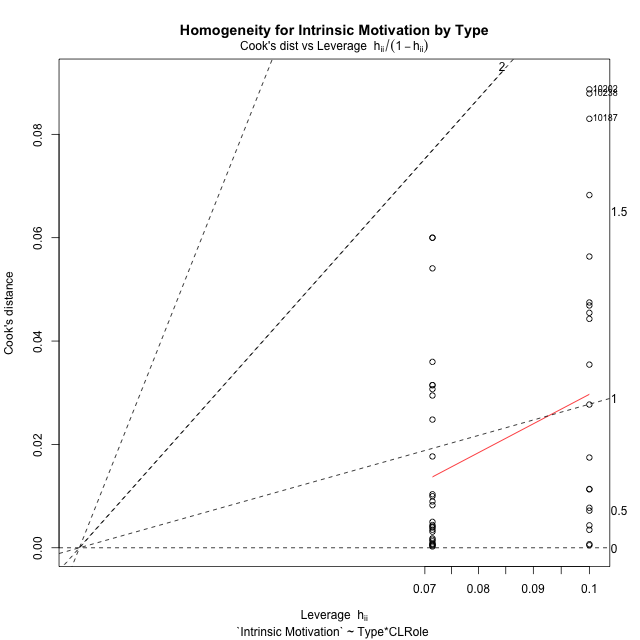 Homogeneity for Intrinsic Motivation by Type
Cook's dist vs Leverage hii/(1 − hii)
2
10187
0.08
1.5
0.06
Cook's distance
0.04
1
0.02
0.5
0.00
0
0.07 0.08 0.09 0.1
Leverage hii
`Intrinsic Motivation` ~ Type*CLRole